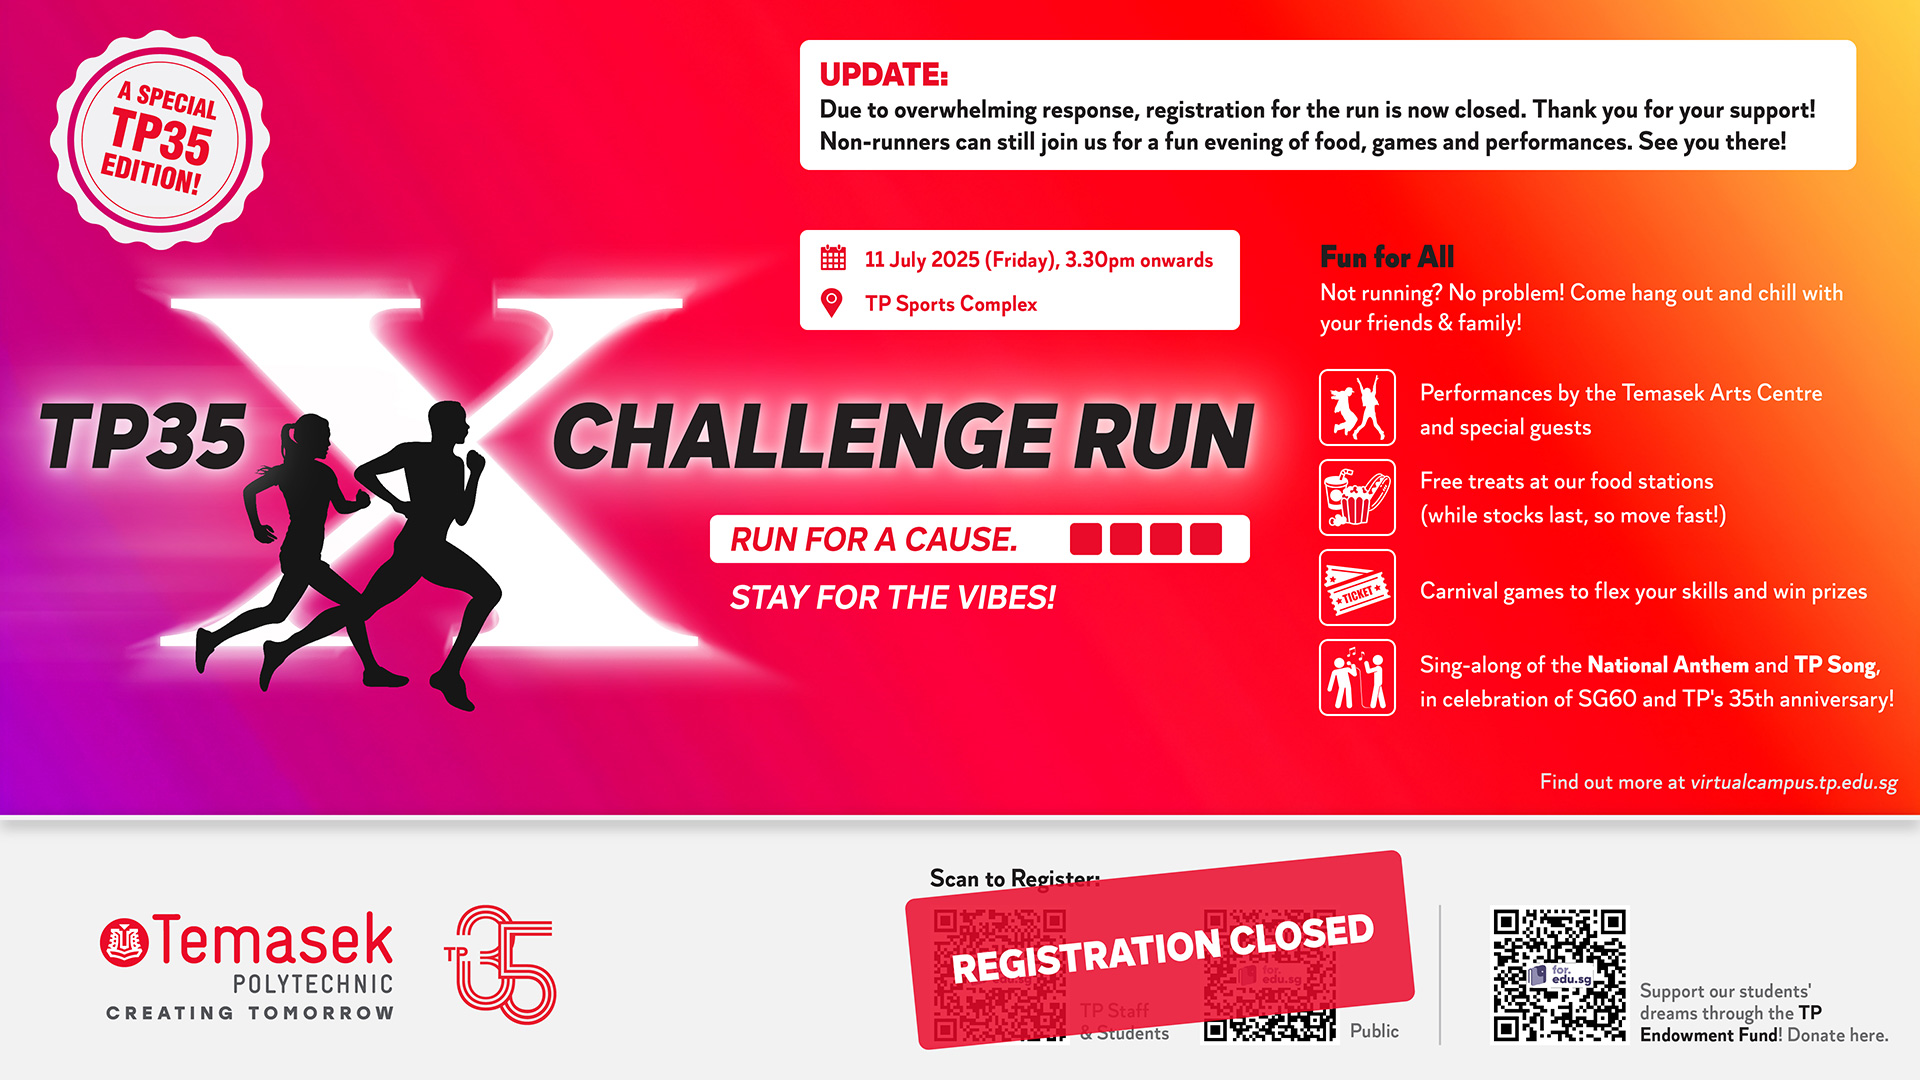 A SPECIAL
TP35
EDITION!
UPDATE:
Due to overwhelming response, registration for the run is now closed. Thank you for your support!
Non-runners can still join us for a fun evening of food, games and performances. See you there!
11 July 2025 (Friday), 3.30pm onwards
TP Sports Complex
TP35 X CHALLENGE RUN
RUN FOR A CAUSE.
STAY FOR THE VIBES!
Fun for All
Not running? No problem! Come hang out and chill with
your friends & family!
Performances by the Temasek Arts Centre
and special guests
Free treats at our food stations
(while stocks last, so move fast!)
TICKET
Carnival games to flex your skills and win prizes
Sing-along of the National Anthem and TP Song,
in celebration of SG60 and TP's 35th anniversary!
Find out more at virtualcampus.tp.edu.sg
Temasek
POLYTECHNIC
CREATING TOMORROW
TP
35
Scan to Register:
REGISTRATION CLOSED
edu.sg
TP Staff
& Students
for.
edu.sg
Public
for.
edu.sg
Support our students'
dreams through the TP
Endowment Fund! Donate here.